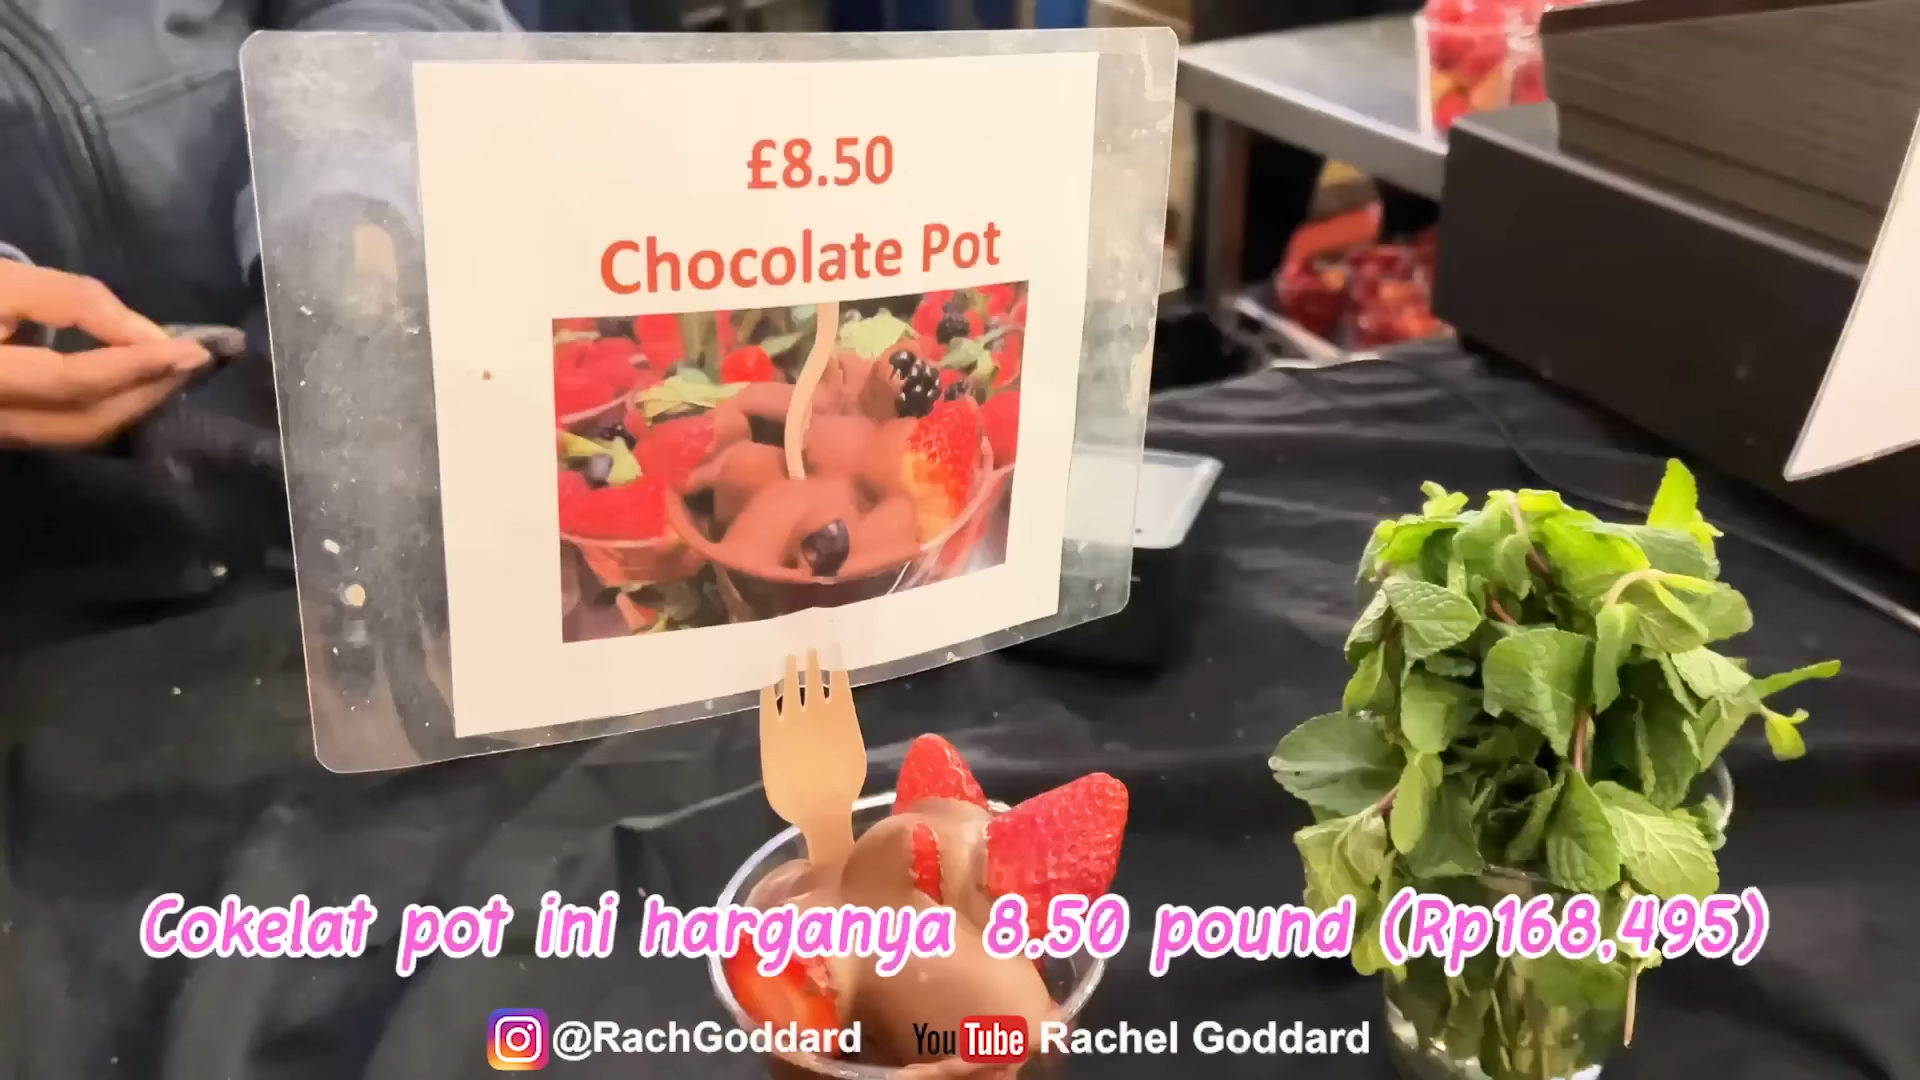 £8.50
Chocolate Pot
Cokelat pot ini harganya 8.50 pound (Rp168,495)
@RachGoddard YouTube Rachel Goddard